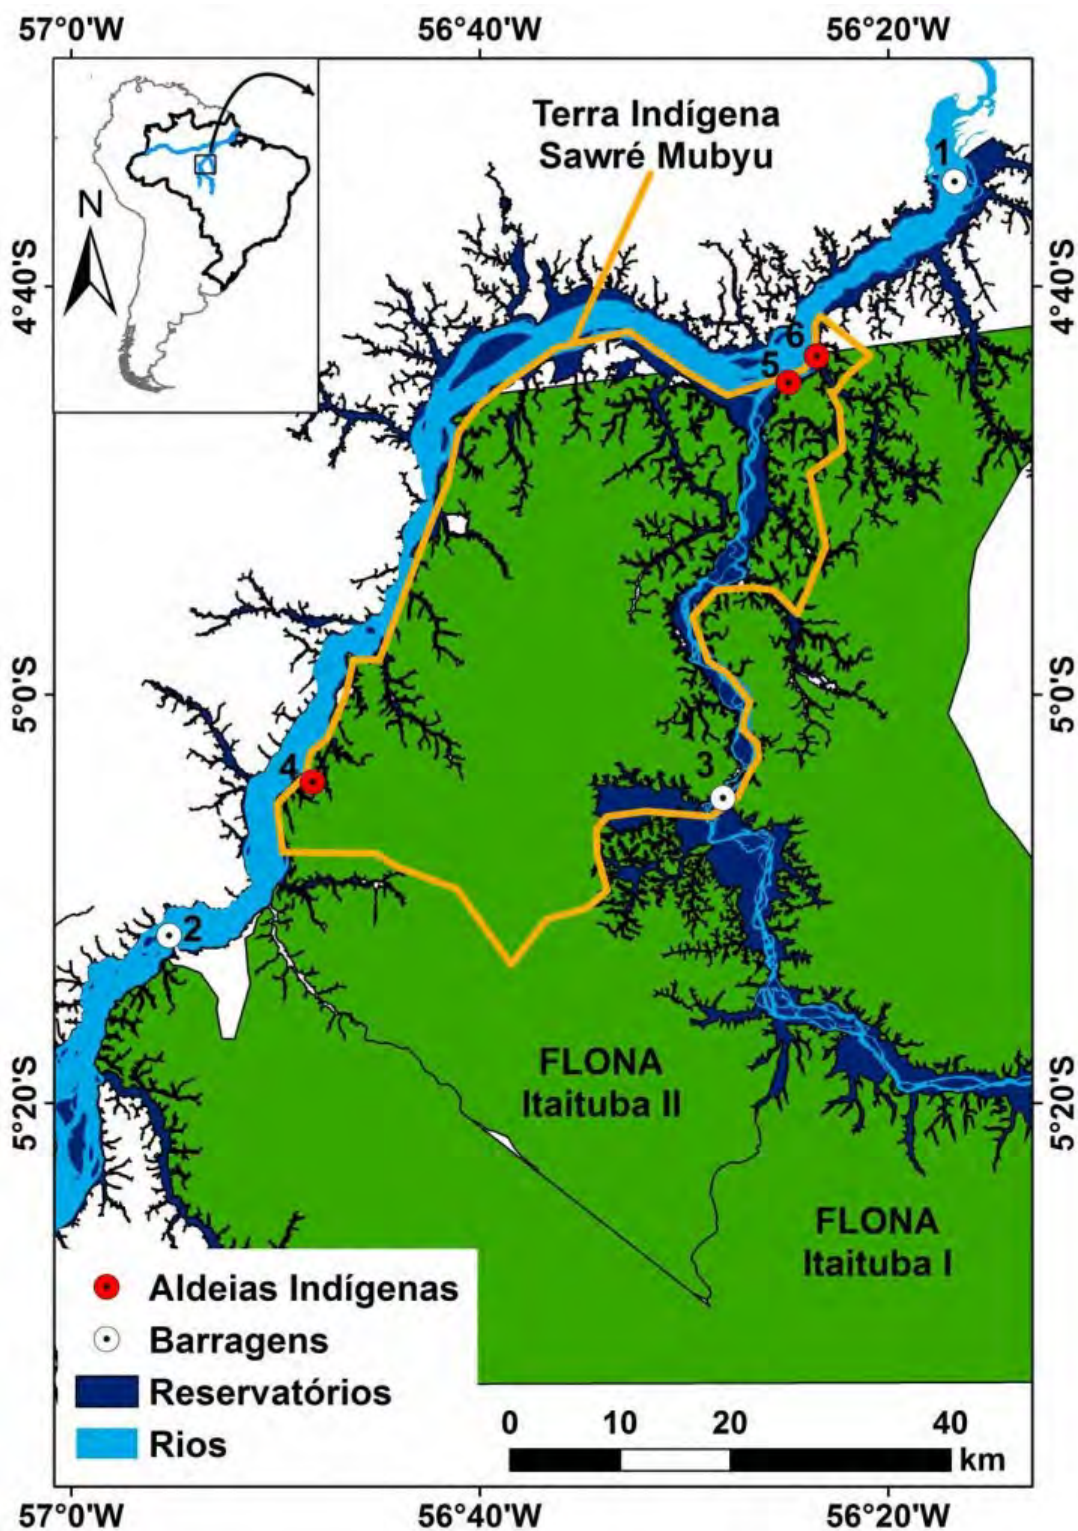 57°0'W
56°40'W
56°20'W
Terra Indígena
Sawré Mubyu
1
N
4°40'S
4°40'S
6
5
5°0'S
5°0'S
3
4
2
FLONA
Itaituba II
5°20'S
5°20'S
FLONA
Itaituba I
Aldeias Indígenas
Barragens
Reservatórios
Rios
0 10 20 40
km
57°0'W
56°40'W
56°20'W